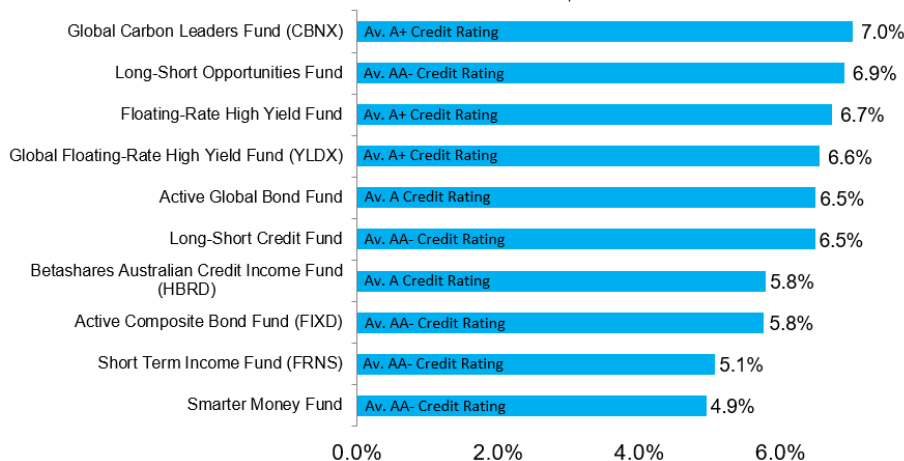 Global Carbon Leaders Fund (CBNX)
Av. A+ Credit Rating
7.0%
Long-Short Opportunities Fund
Av. AA- Credit Rating
6.9%
Floating-Rate High Yield Fund
Av. A+ Credit Rating
6.7%
Global Floating-Rate High Yield Fund (YLDX)
Av. A+ Credit Rating
6.6%
Active Global Bond Fund
Av. A Credit Rating
6.5%
Long-Short Credit Fund
Av. AA- Credit Rating
6.5%
Betashares Australian Credit Income Fund
(HBRD)
Av. A Credit Rating
5.8%
Active Composite Bond Fund (FIXD)
Av. AA- Credit Rating
5.8%
Short Term Income Fund (FRNS)
Av. AA- Credit Rating
5.1%
Smarter Money Fund
Av. AA- Credit Rating
4.9%
0.0% 2.0% 4.0% 6.0%